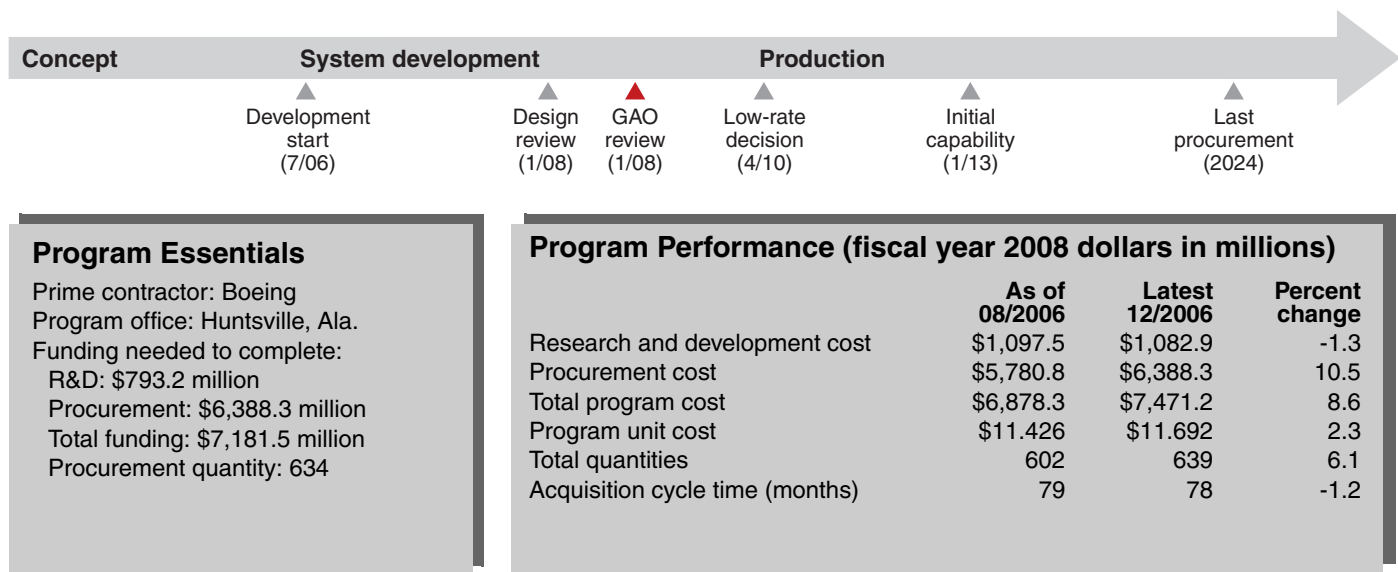 Concept System development Production
Development start (7/06)
Design review (1/08)
GAO review (1/08)
Low-rate decision (4/10)
Initial capability (1/13)
Last procurement (2024)
Program Essentials
Prime contractor: Boeing
Program office: Huntsville, Ala.
Funding needed to complete:
R&D: $793.2 million
Procurement: $6,388.3 million
Total funding: $7,181.5 million
Procurement quantity: 634
Program Performance (fiscal year 2008 dollars in millions)
As of Latest Percent
08/2006 12/2006 change
Research and development cost $1,097.5 $1,082.9 -1.3
Procurement cost $5,780.8 $6,388.3 10.5
Total program cost $6,878.3 $7,471.2 8.6
Program unit cost $11.426 $11.692 2.3
Total quantities 602 639 6.1
Acquisition cycle time (months) 79 78 -1.2